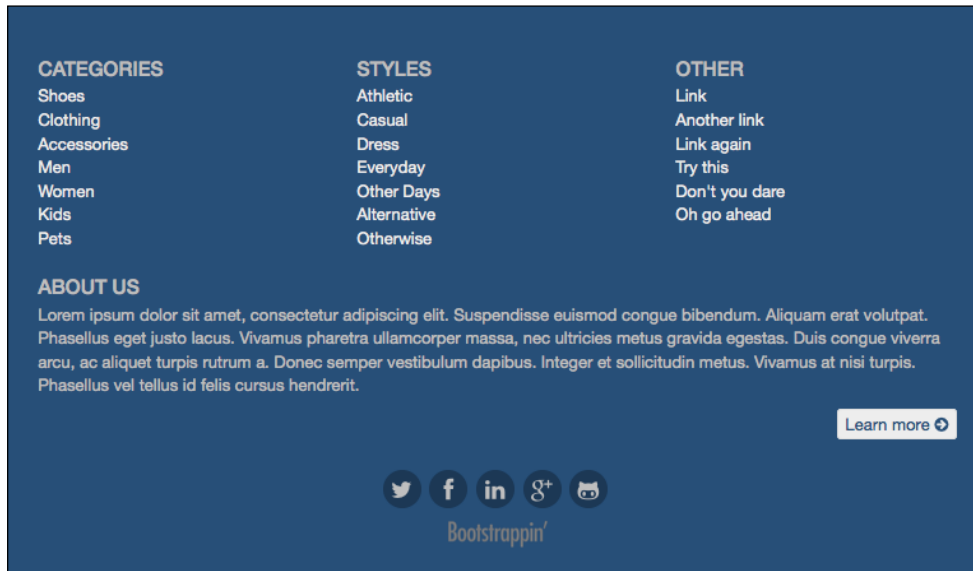 CATEGORIES
Shoes
Clothing
Accessories
Men
Women
Kids
Pets
STYLES
Athletic
Casual
Dress
Everyday
Other Days
Alternative
Otherwise
OTHER
Link
Another link
Link again
Try this
Don't you dare
Oh go ahead
ABOUT US
Lorem ipsum dolor sit amet, consectetur adipiscing elit. Suspendisse euismod congue bibendum. Aliquam erat volutpat.
Phasellus eget justo lacus. Vivamus pharetra ullamcorper massa, nec ultricies metus gravida egestas. Duis congue viverra
arcu, ac aliquet turpis rutrum a. Donec semper vestibulum dapibus. Integer et sollicitudin metus. Vivamus at nisi turpis.
Phasellus vel tellus id felis cursus hendrerit.
Learn more
f in g+
Bootstrappin'